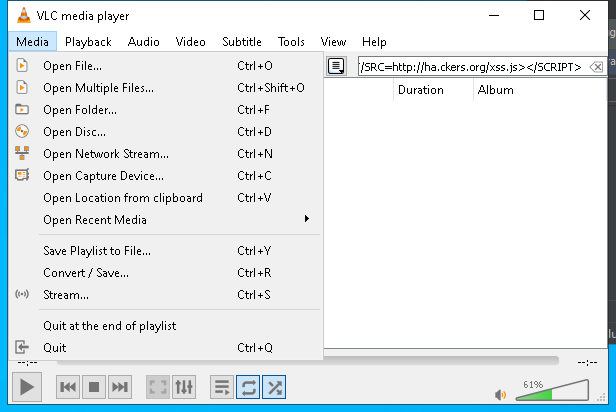 VLC media player
Media Playback Audio Video Subtitle Tools View Help
/SRC=http://ha.ckers.org/xss.js></SCRIPT>
Duration Album
Open File... Ctrl+O
Open Multiple Files... Ctrl+Shift+O
Open Folder... Ctrl+F
Open Disc... Ctrl+D
Open Network Stream... Ctrl+N
Open Capture Device... Ctrl+C
Open Location from clipboard Ctrl+V
Open Recent Media
Save Playlist to File... Ctrl+Y
Convert / Save... Ctrl+R
Stream... Ctrl+S
Quit at the end of playlist
Quit Ctrl+Q
--:-- --:--
61%